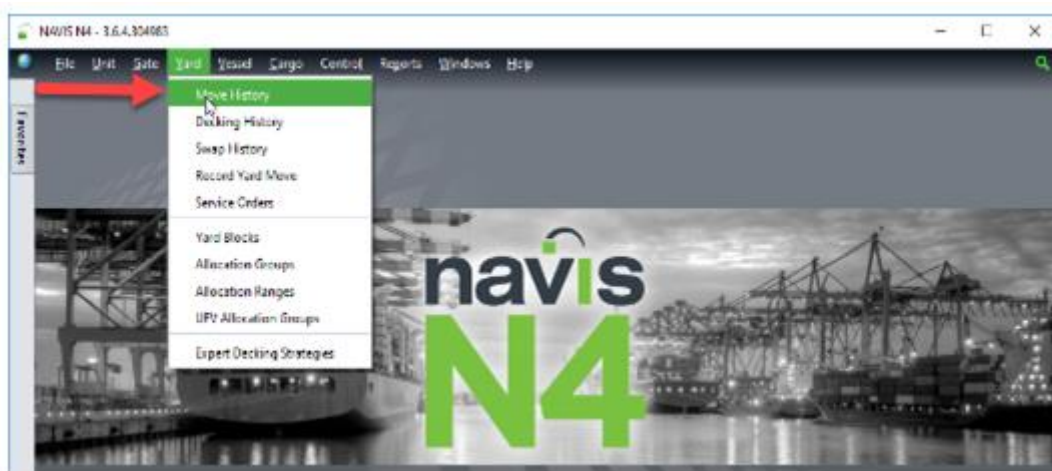 NAVIS N4 - 3.6.4.304983
File Unit Gate Yard Vessel Cargo Control Reports Windows Help
Favorites
Move History
Decking History
Swap History
Record Yard Move
Service Orders
Yard Blocks
Allocation Groups
Allocation Ranges
UFV Allocation Groups
Expert Decking Strategies
navis
N4